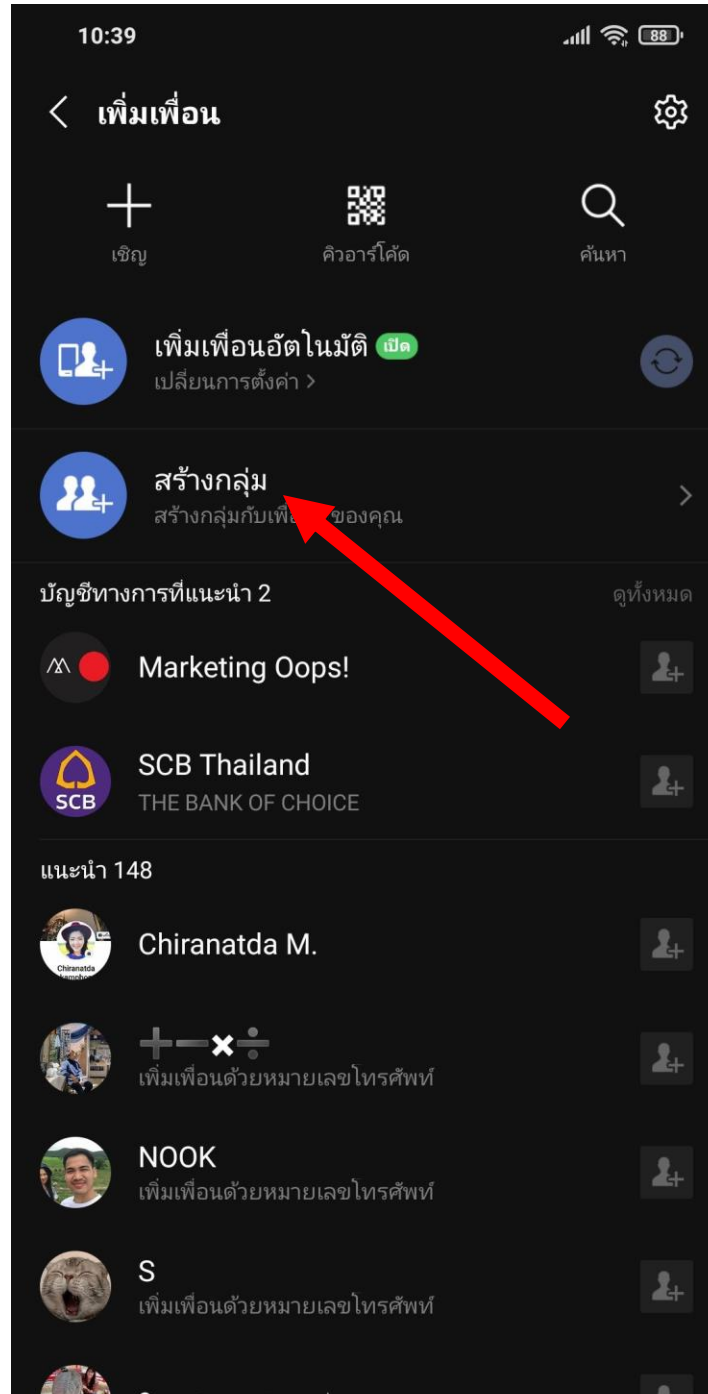 10:39
88
เพิ่มเพื่อน
เชิญ
คิวอาร์โค้ด
ค้นหา
เพิ่มเพื่อนอัตโนมัติ เปิด
เปลี่ยนการตั้งค่า >
สร้างกลุ่ม
สร้างกลุ่มกับ ของคุณ
บัญชีทางการที่แนะนำ 2
ดูทั้งหมด
Marketing Oops!
SCB
SCB Thailand
THE BANK OF CHOICE
แนะนำ 148
Chiranatda
Chiranatda M.
➕➖✖➗
เพิ่มเพื่อนด้วยหมายเลขโทรศัพท์
NOOK
เพิ่มเพื่อนด้วยหมายเลขโทรศัพท์
S
เพิ่มเพื่อนด้วยหมายเลขโทรศัพท์